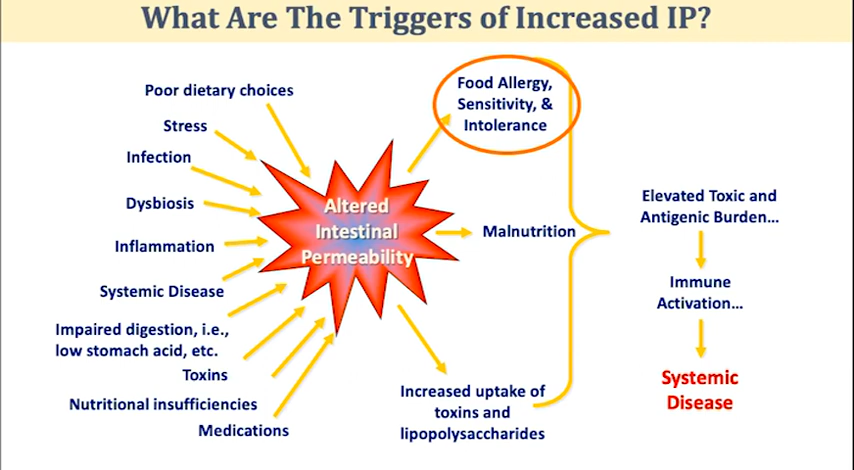 What Are The Triggers of Increased IP?
Poor dietary choices
Stress
Infection
Dysbiosis
Inflammation
Systemic Disease
Impaired digestion, i.e.,
low stomach acid, etc.
Toxins
Nutritional insufficiencies
Medications
Altered
Intestinal
Permeability
Food Allergy,
Sensitivity, &
Intolerance
Malnutrition
Increased uptake of
toxins and
lipopolysaccharides
Elevated Toxic and
Antigenic Burden...
Immune
Activation...
Systemic
Disease